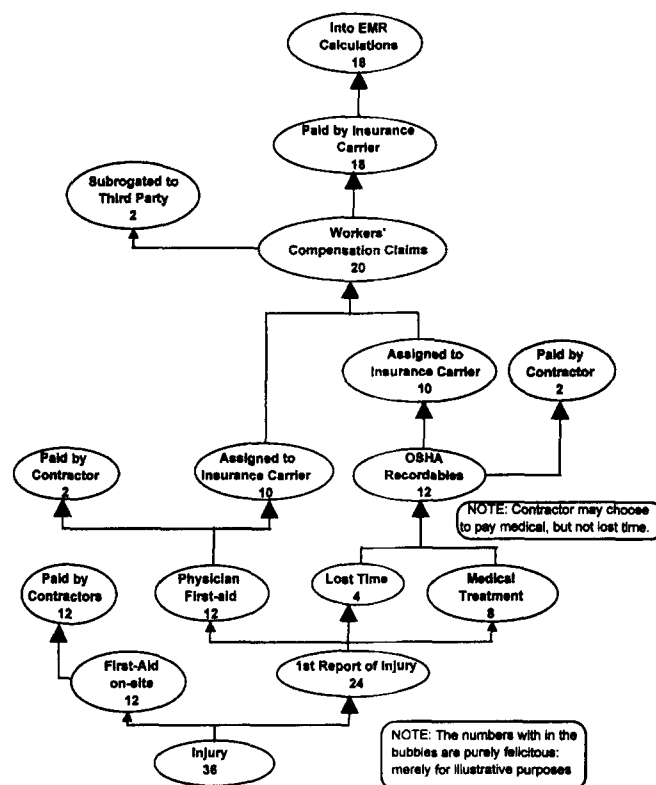 Into EMR
Calculations
18
Paid by Insurance
Carrier
18
Subrogated to
Third Party
2
Workers'
Compensation Claims
20
Assigned to
Insurance Carrier
10
Paid by
Contractor
2
Paid by
Contractor
2
Assigned to
Insurance Carrier
10
OSHA
Recordables
12
NOTE: Contractor may choose
to pay medical, but not lost time.
Paid by
Contractors
12
Physician
First-aid
12
Lost Time
4
Medical
Treatment
8
First-Aid
on-site
12
1st Report of Injury
24
Injury
36
NOTE: The numbers with in the
bubbles are purely felicitous:
merely for illustrative purposes